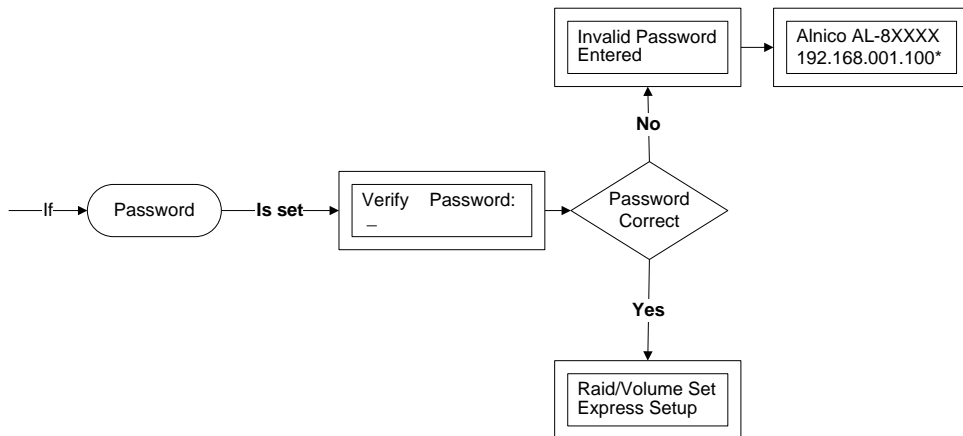 If
Password
Is set
Verify Password:
_
Password
Correct
No
Invalid Password
Entered
Alnico AL-8XXXX
192.168.001.100*
Yes
Raid/Volume Set
Express Setup